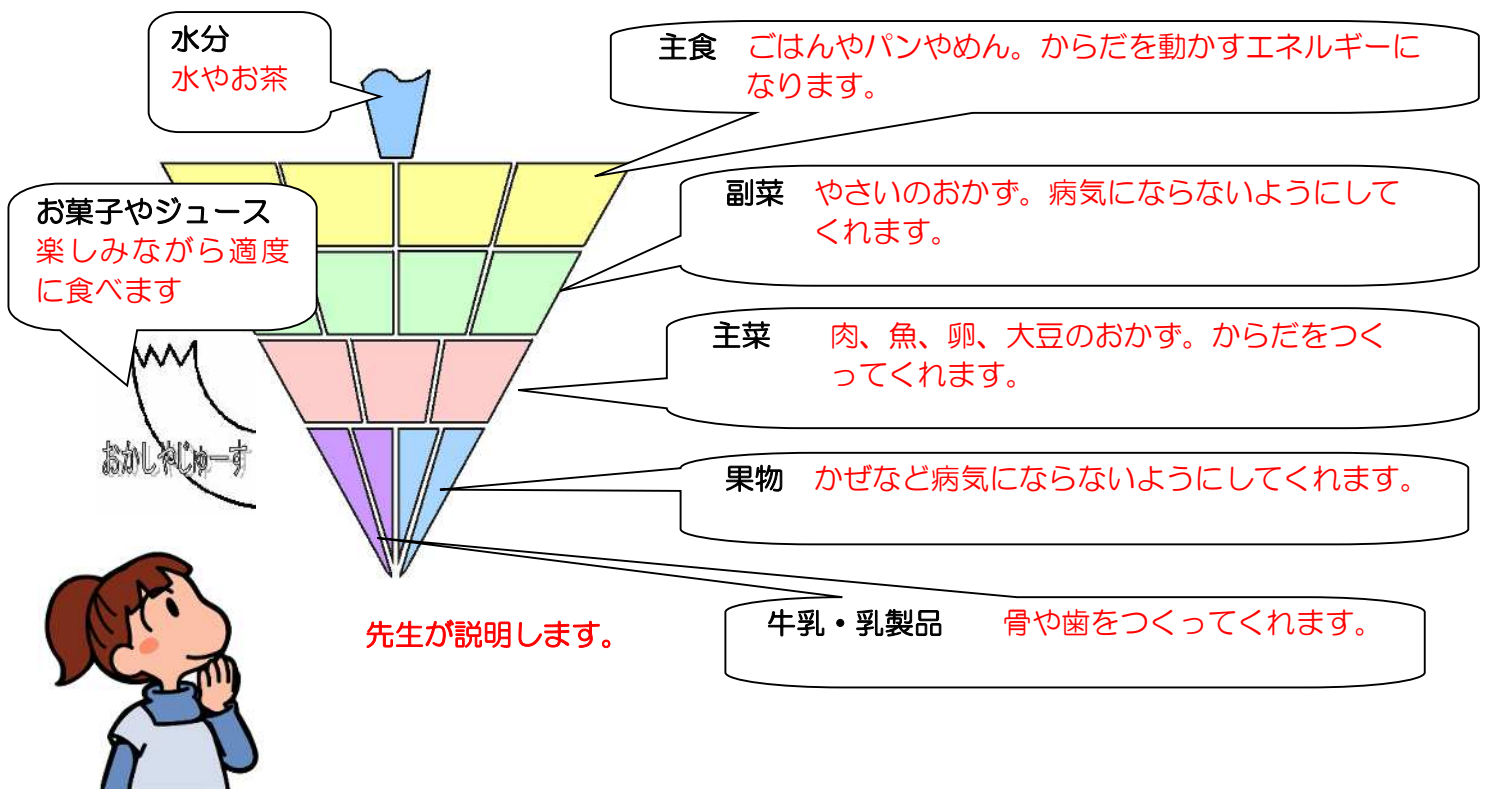 水分
水やお茶
主食 ごはんやパンやめん。からだを動かすエネルギーに
なります。
お菓子やジュース
楽しみながら適度
に食べます
副菜 やさいのおかず。病気にならないようにして
くれます。
主菜 肉、魚、卵、大豆のおかず。からだをつく
ってくれます。
おかしやじゅーす
果物 かぜなど病気にならないようにしてくれます。
牛乳・乳製品 骨や歯をつくってくれます。
先生が説明します。